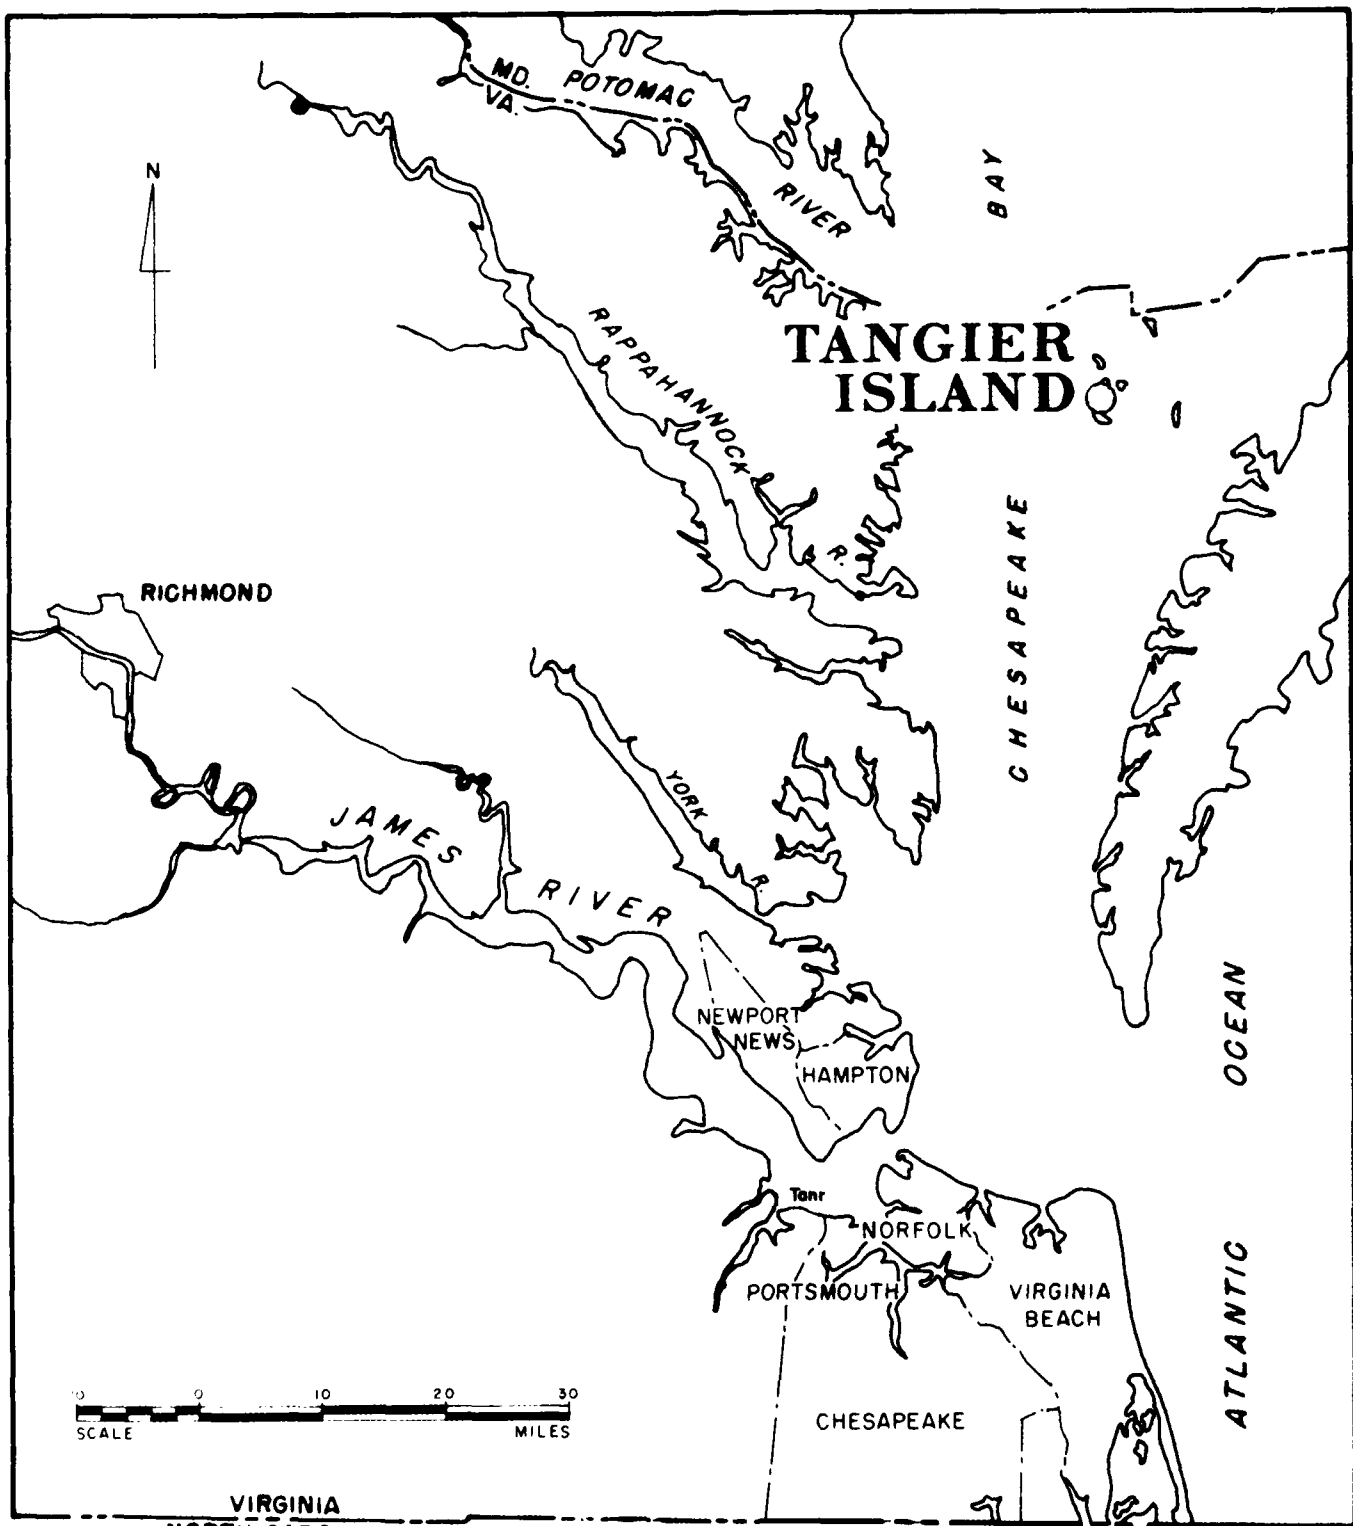 MD. POTOMAC
VA.
N
BAY
RIVER
RAPPAHANNOCK
TANGIER
ISLAND
R.
CHESAPEAKE
RICHMOND
YORK
R.
JAMES
RIVER
NEWPORT
NEWS
HAMPTON
OCEAN
Tanr
NORFOLK
PORTSMOUTH
VIRGINIA
BEACH
ATLANTIC
0 10 20 30
SCALE MILES
CHESAPEAKE
VIRGINIA